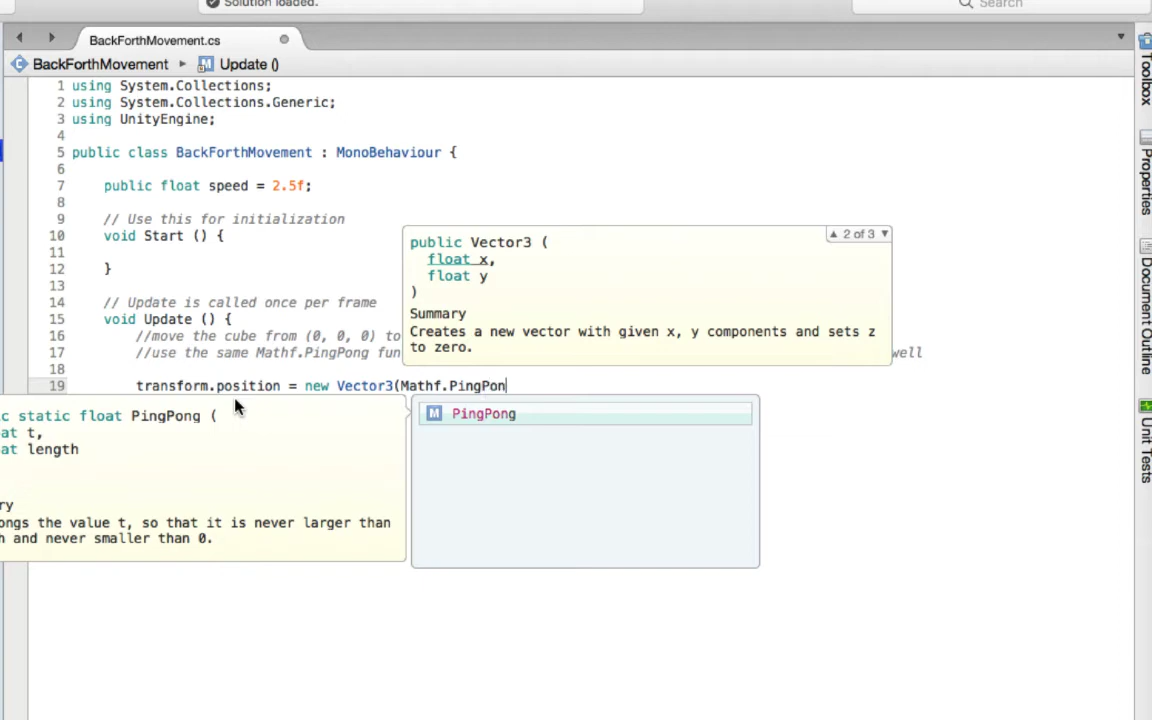 Solution loaded.
Search
BackForthMovement.cs
BackForthMovement
Update ()
1 using System.Collections;
2 using System.Collections.Generic;
3 using UnityEngine;
4
5 public class BackForthMovement : MonoBehaviour {
6
7 public float speed = 2.5f;
8
9 // Use this for initialization
10 void Start () {
11
12 }
13
14 // Update is called once per frame
15 void Update () {
16 //move the cube from (0, 0, 0) to
17 //use the same Mathf.PingPong fun well
18
19 transform.position = new Vector3(Mathf.PingPon
public Vector3 (
float x,
float y
)
Summary
Creates a new vector with given x, y components and sets z
to zero.
▲ 2 of 3 ▼
c static float PingPong (
at t,
at length
ry
ongs the value t, so that it is never larger than
h and never smaller than 0.
M PingPong
Toolbox
Properties
Document Outline
Unit Tests